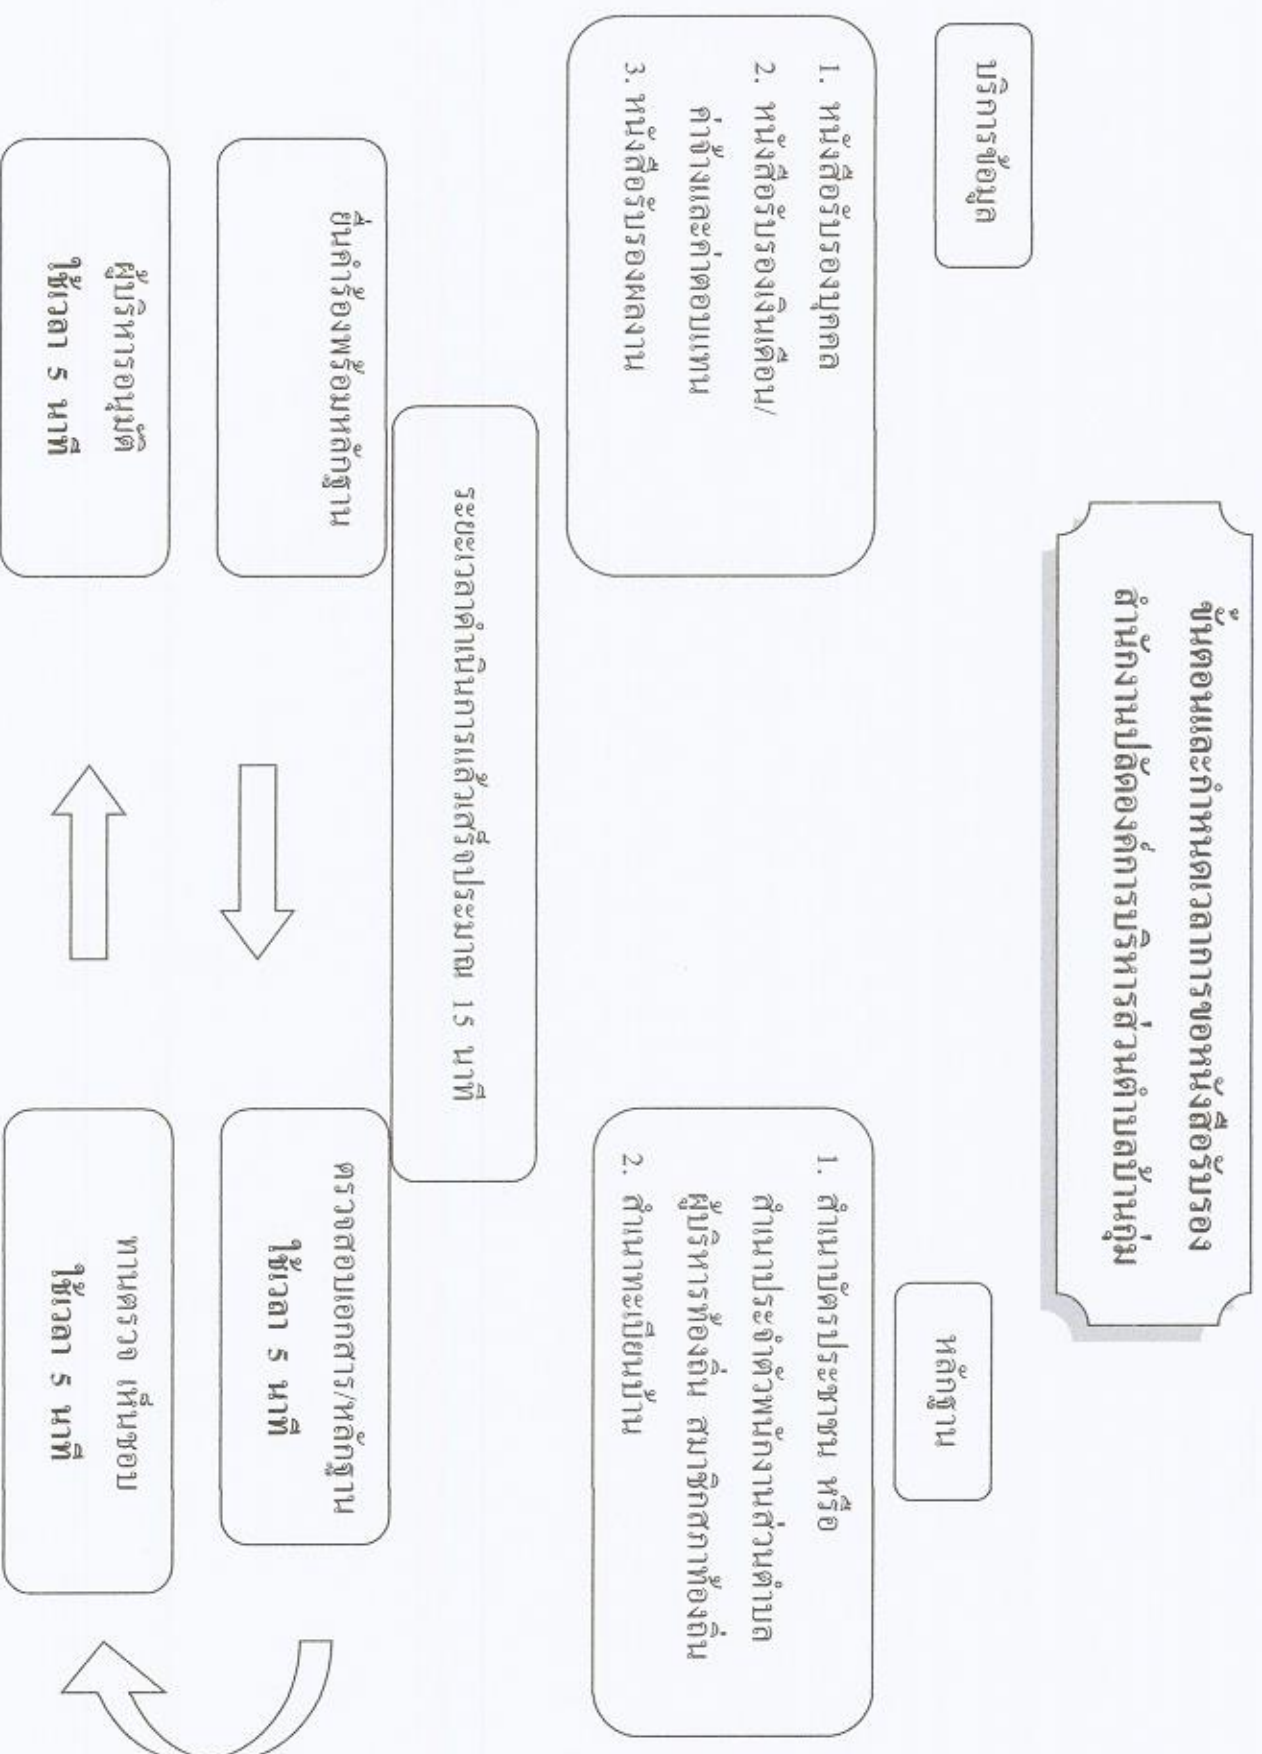 ขั้นตอนและกำหนดเวลาการขอหนังสือรับรอง
สำนักงานปลัดองค์การบริหารส่วนตำบลบ้านกุ่ม
บริการข้อมูล
หลักฐาน
1. หนังสือรับรองบุคคล
2. หนังสือรับรองเงินเดือน/
ค่าจ้างและค่าตอบแทน
3. หนังสือรับรองผลงาน
1. สำเนาบัตรประชาชน หรือ
สำเนาประจำตัวพนักงานส่วนตำบล
ผู้บริหารท้องถิ่น สมาชิกสภาท้องถิ่น
2. สำเนาทะเบียนบ้าน
ระยะเวลาดำเนินการแล้วเสร็จประมาณ 15 นาที
ยื่นคำร้องพร้อมหลักฐาน
ตรวจสอบเอกสาร/หลักฐาน
ใช้เวลา 5 นาที
ทานตรวจ เห็นชอบ
ใช้เวลา 5 นาที
ผู้บริหารอนุมัติ
ใช้เวลา 5 นาที